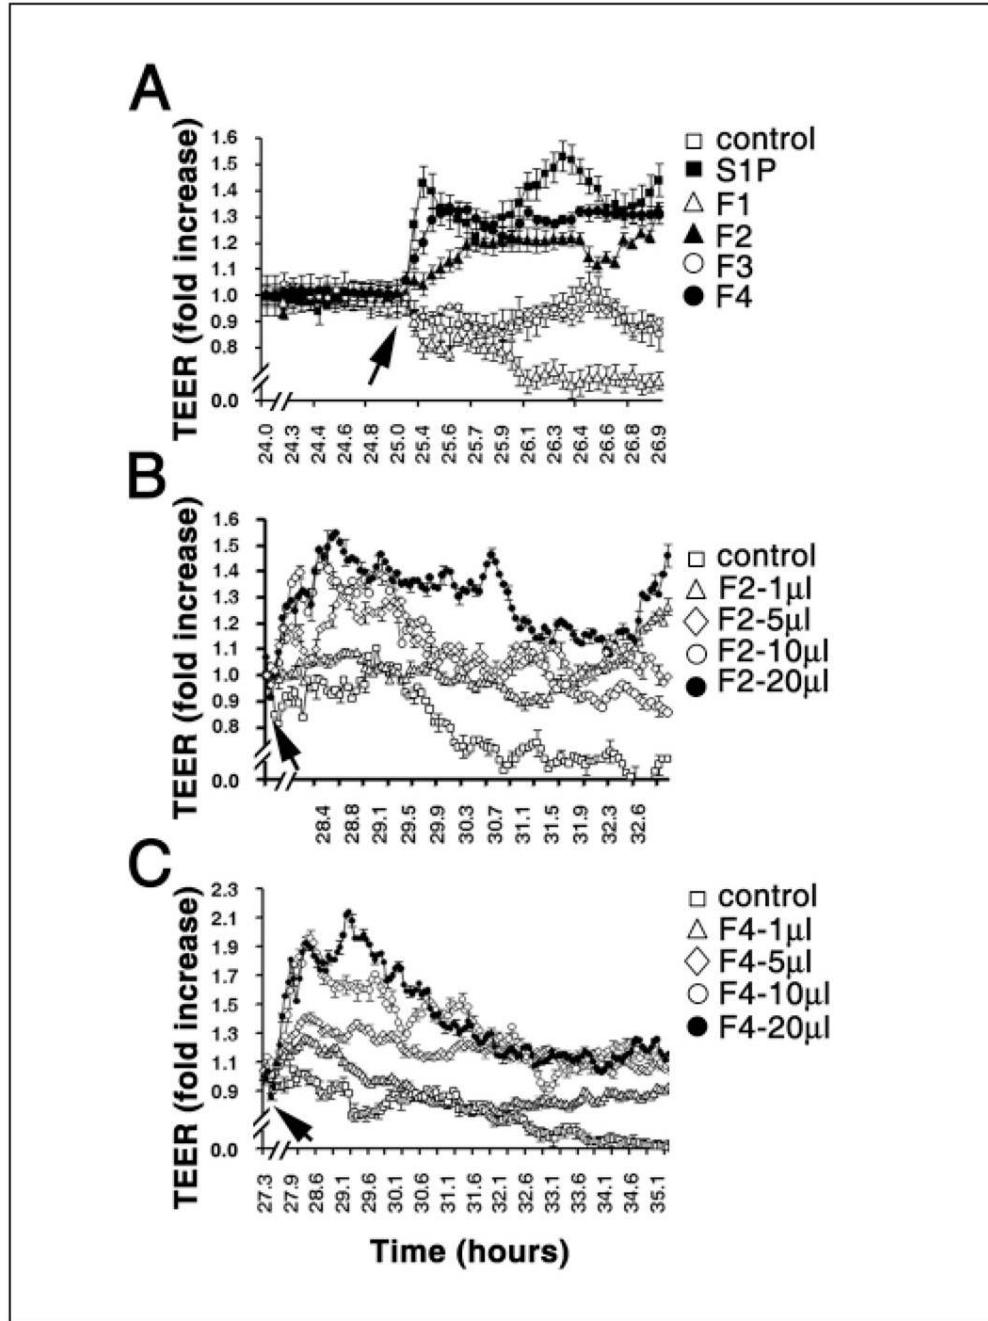 A
TEER (fold increase)
1.6
1.5
1.4
1.3
1.2
1.1
1.0
0.9
0.8
0.0
24.0 24.3 24.4 24.6 24.8 25.0 25.4 25.6 25.7 25.9 26.1 26.3 26.4 26.6 26.8 26.9
control
S1P
F1
F2
F3
F4
B
TEER (fold increase)
1.6
1.5
1.4
1.3
1.2
1.1
1.0
0.9
0.8
0.0
28.4 28.8 29.1 29.5 29.9 30.3 30.7 31.1 31.5 31.9 32.3 32.6
control
F2-1µl
F2-5µl
F2-10µl
F2-20µl
C
TEER (fold increase)
2.3
2.1
1.9
1.7
1.5
1.3
1.1
0.9
0.0
27.3 27.9 28.6 29.1 29.6 30.1 30.6 31.1 31.6 32.1 32.6 33.1 33.6 34.1 34.6 35.1
control
F4-1µl
F4-5µl
F4-10µl
F4-20µl
Time (hours)